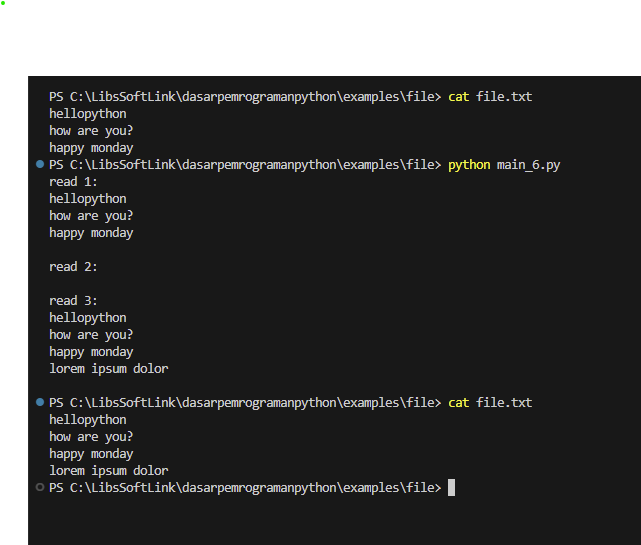 PS C:\LibsSoftLink\dasarpemrogramanpython\examples\file> cat file.txt
hellopython
how are you?
happy monday
PS C:\LibsSoftLink\dasarpemrogramanpython\examples\file> python main_6.py
read 1:
hellopython
how are you?
happy monday
read 2:
read 3:
hellopython
how are you?
happy monday
lorem ipsum dolor
PS C:\LibsSoftLink\dasarpemrogramanpython\examples\file> cat file.txt
hellopython
how are you?
happy monday
lorem ipsum dolor
PS C:\LibsSoftLink\dasarpemrogramanpython\examples\file>